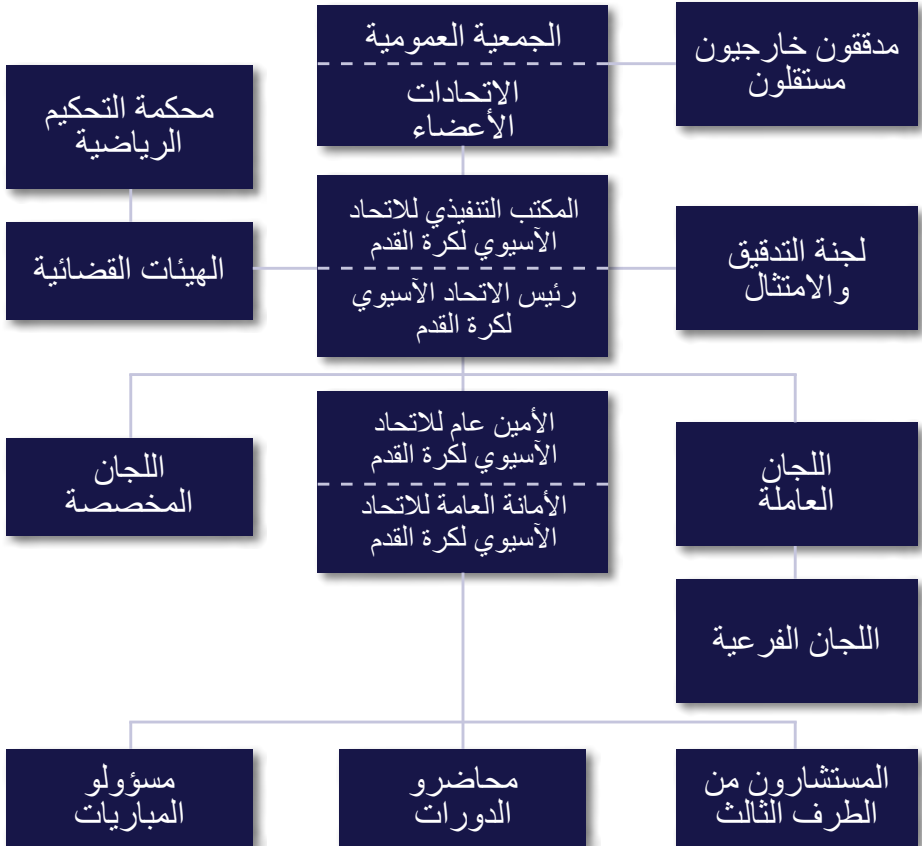 الجمعية العمومية
الاتحادات
الأعضاء
مدققون خارجيون
مستقلون
محكمة التحكيم
الرياضية
المكتب التنفيذي للاتحاد
الآسيوي لكرة القدم
رئيس الاتحاد الآسيوي
لكرة القدم
لجنة التدقيق
والامتثال
الهيئات القضائية
الأمين عام للاتحاد
الآسيوي لكرة القدم
الأمانة العامة للاتحاد
الآسيوي لكرة القدم
اللجان
العاملة
اللجان
المخصصة
اللجان الفرعية
المستشارون من
الطرف الثالث
محاضرو
الدورات
مسؤولو
المباريات